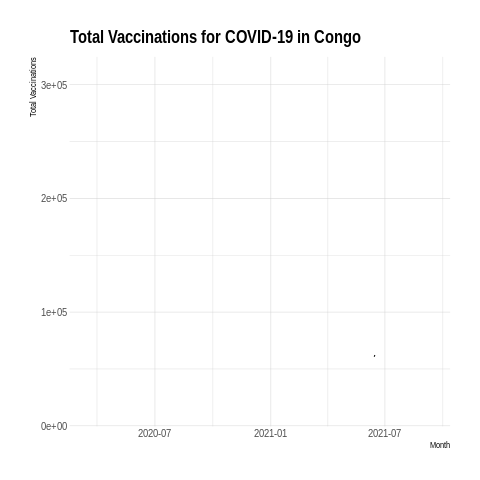 Total Vaccinations for COVID-19 in Congo
Total Vaccinations
3e+05
2e+05
1e+05
0e+00
2020-07 2021-01 2021-07
Month